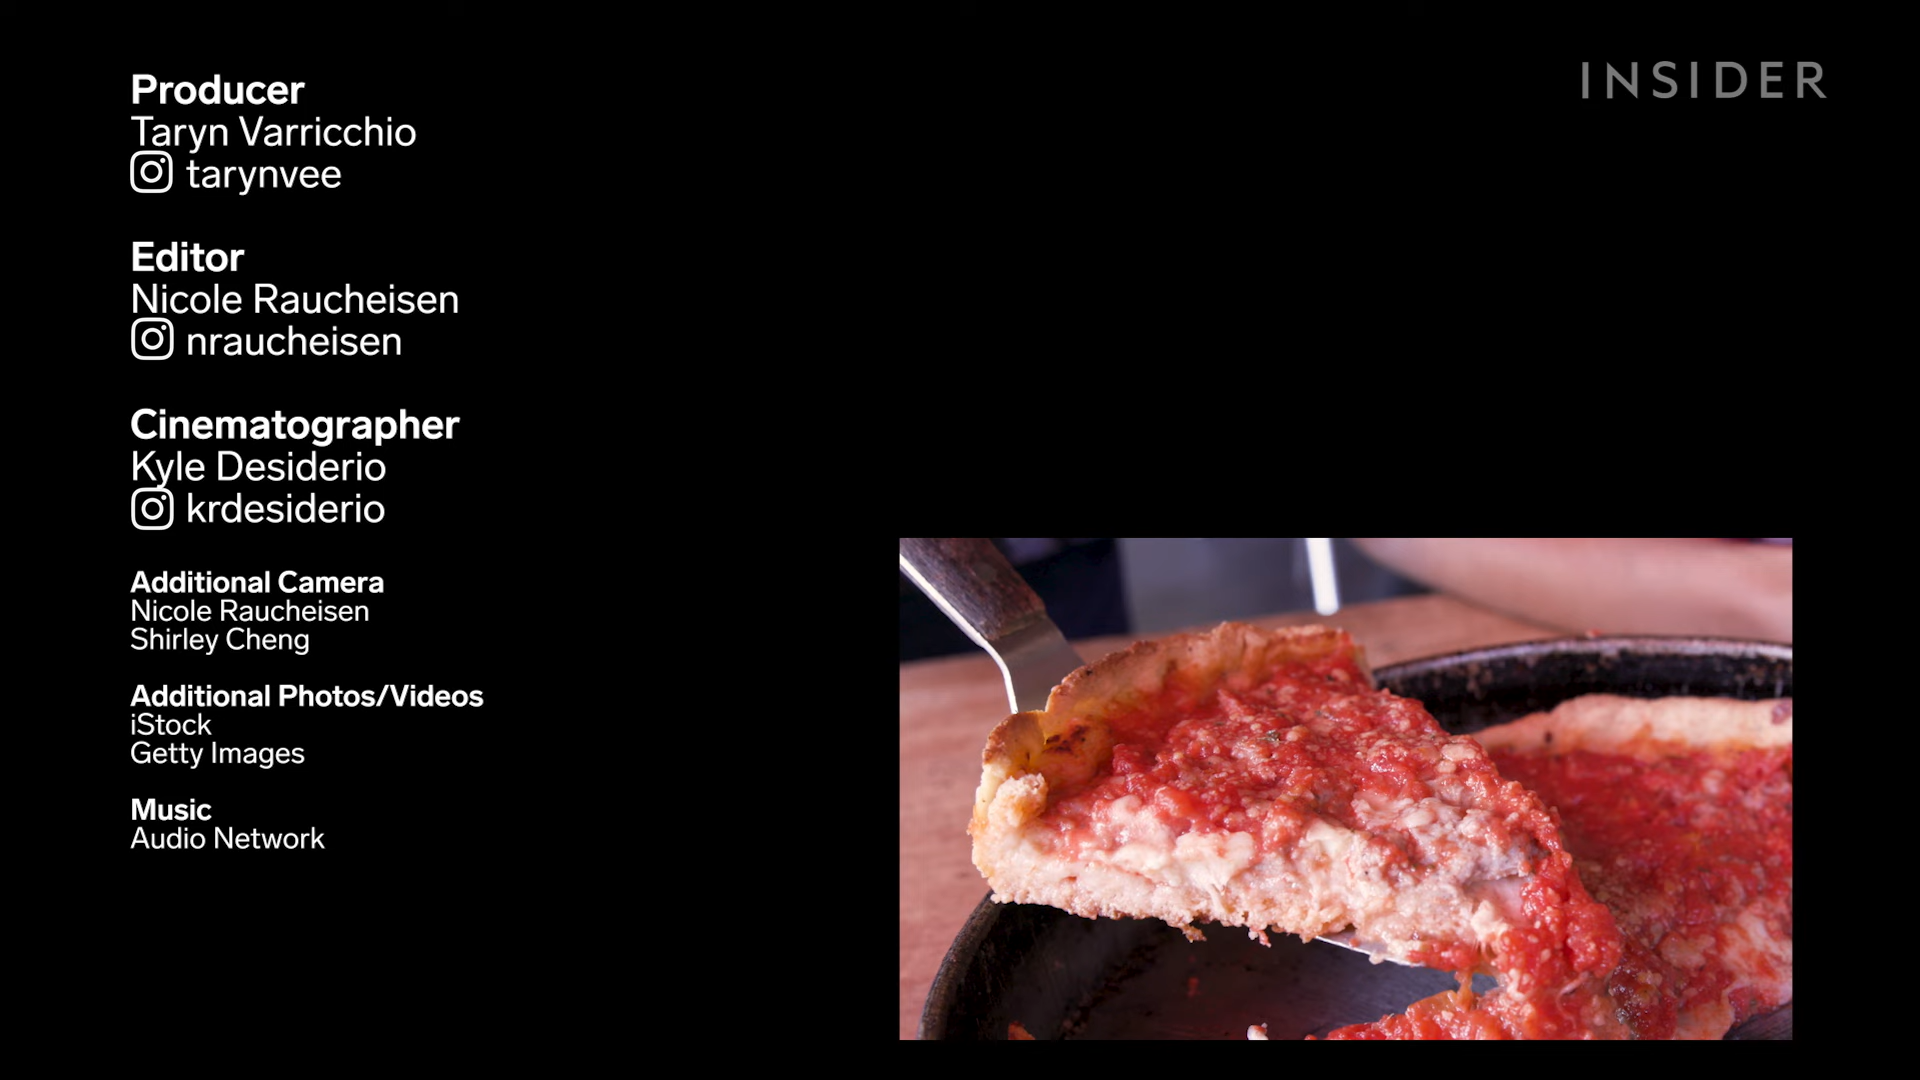 INSIDER
Producer
Taryn Varricchio
tarynvee
Editor
Nicole Raucheisen
nraucheisen
Cinematographer
Kyle Desiderio
krdesiderio
Additional Camera
Nicole Raucheisen
Shirley Cheng
Additional Photos/Videos
iStock
Getty Images
Music
Audio Network